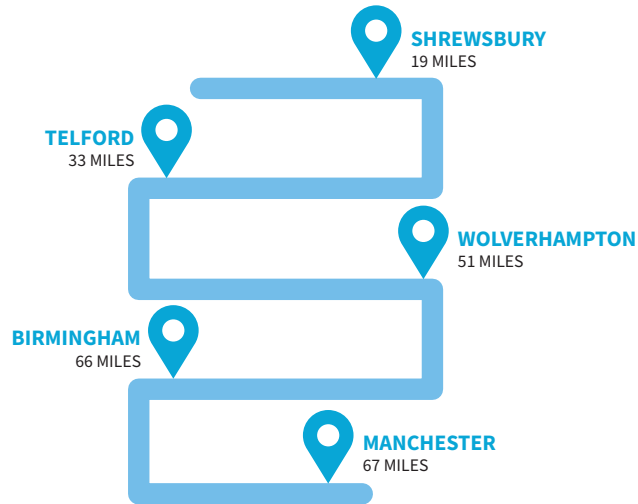 SHREWSBURY
19 MILES
TELFORD
33 MILES
WOLVERHAMPTON
51 MILES
BIRMINGHAM
66 MILES
MANCHESTER
67 MILES